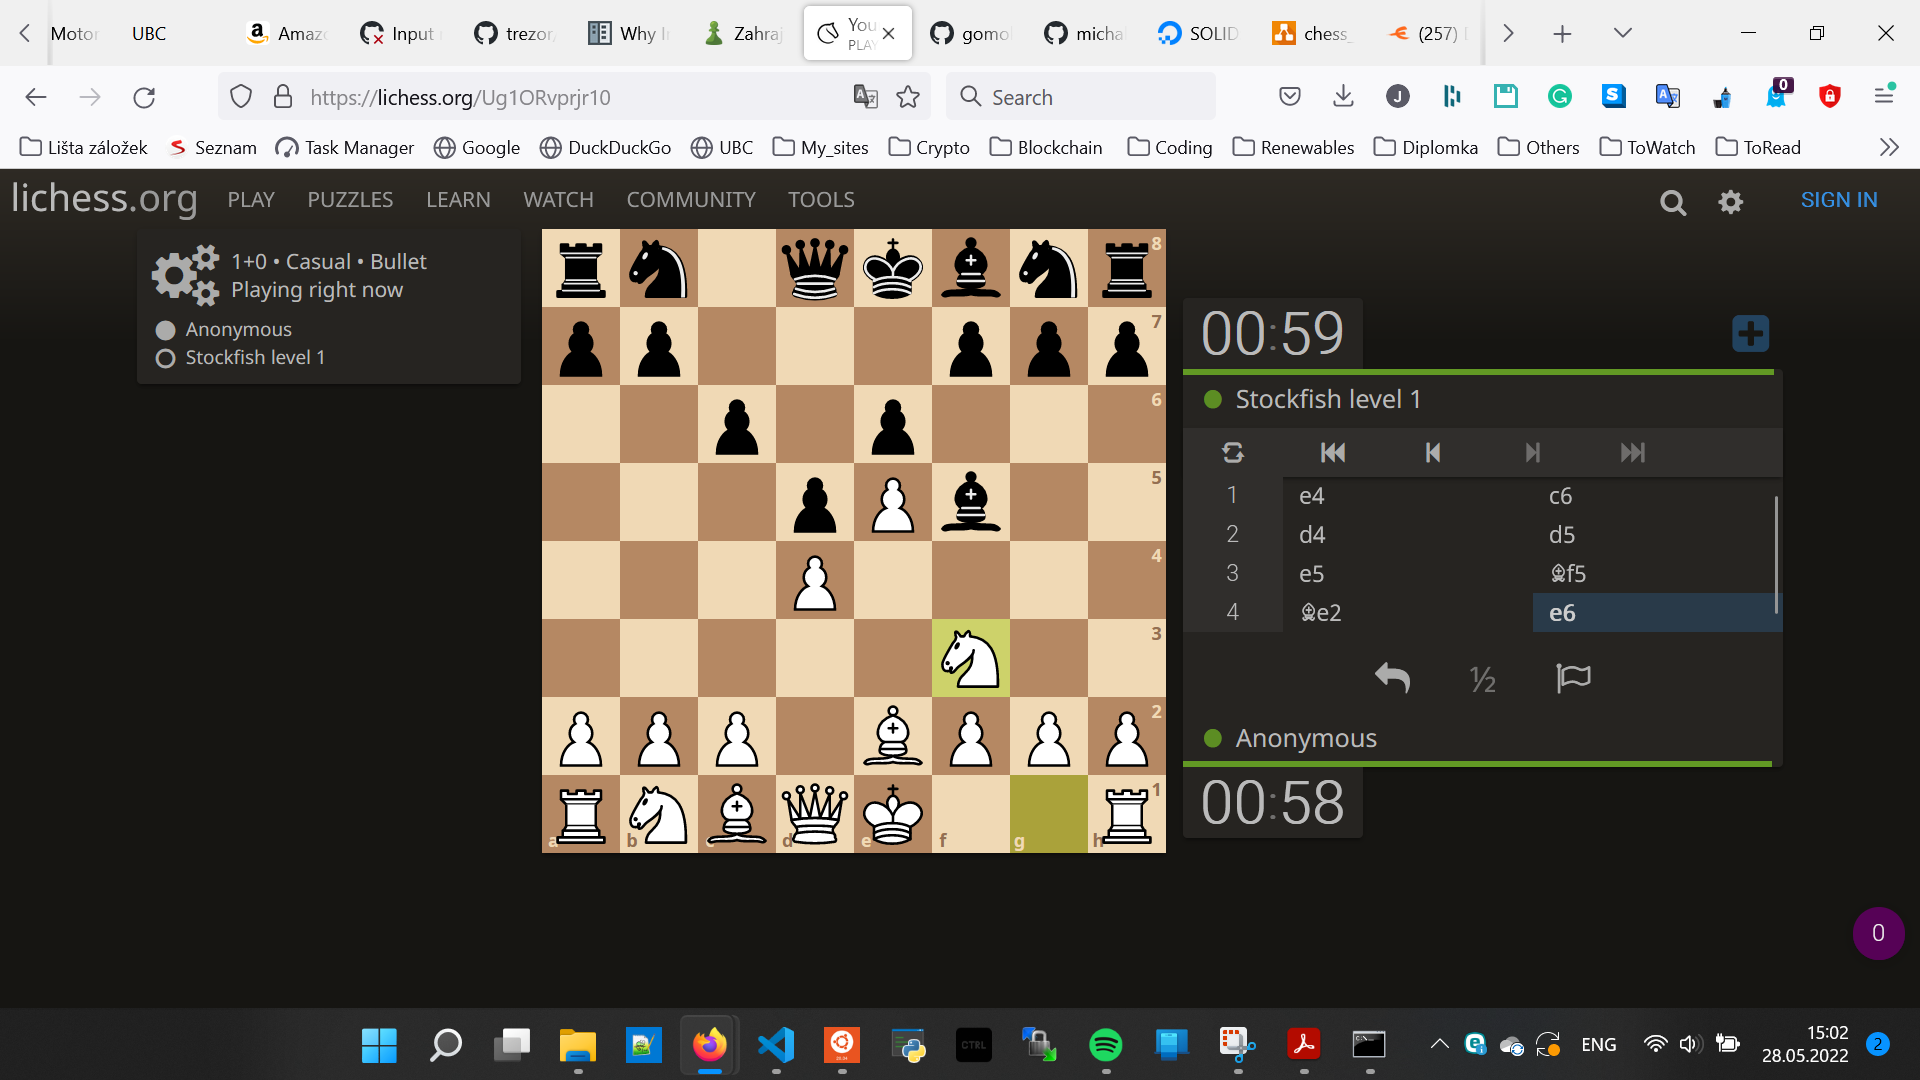 Motor
UBC
Amaz
Input
trezor/
Why I
Zahraj
You
PLAY
gomo
micha
SOLID
chess_
(257)
https://lichess.org/Ug1ORvprjr10
Search
0
Lišta záložek
Seznam
Task Manager
Google
DuckDuckGo
UBC
My_sites
Crypto
Blockchain
Coding
Renewables
Diplomka
Others
ToWatch
ToRead
lichess.org
PLAY
PUZZLES
LEARN
WATCH
COMMUNITY
TOOLS
SIGN IN
1+0 • Casual • Bullet
Playing right now
Anonymous
Stockfish level 1
8
7
6
5
4
3
2
1
a
b
c
d
e
f
g
h
00:59
Stockfish level 1
1 e4 c6
2 d4 d5
3 e5 ♗f5
4 ♗e2 e6
½
Anonymous
00:58
0
CTRL
ENG
15:02
28.05.2022
2